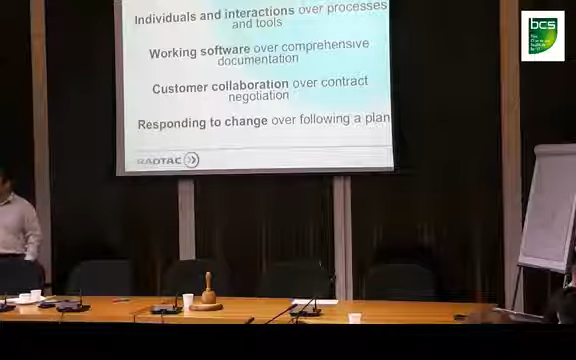 Individuals and interactions over processes
and tools
Working software over comprehensive
documentation
Customer collaboration over contract
negotiation
Responding to change over following a plan
RADTAC
bcs